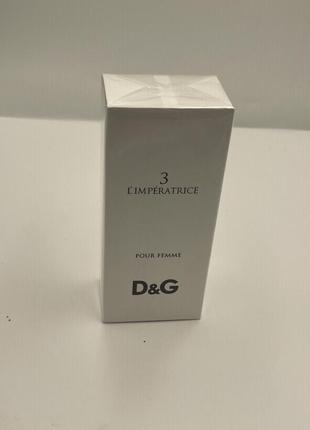 3
L'IMPÉRATRICE
POUR FEMME
D&G